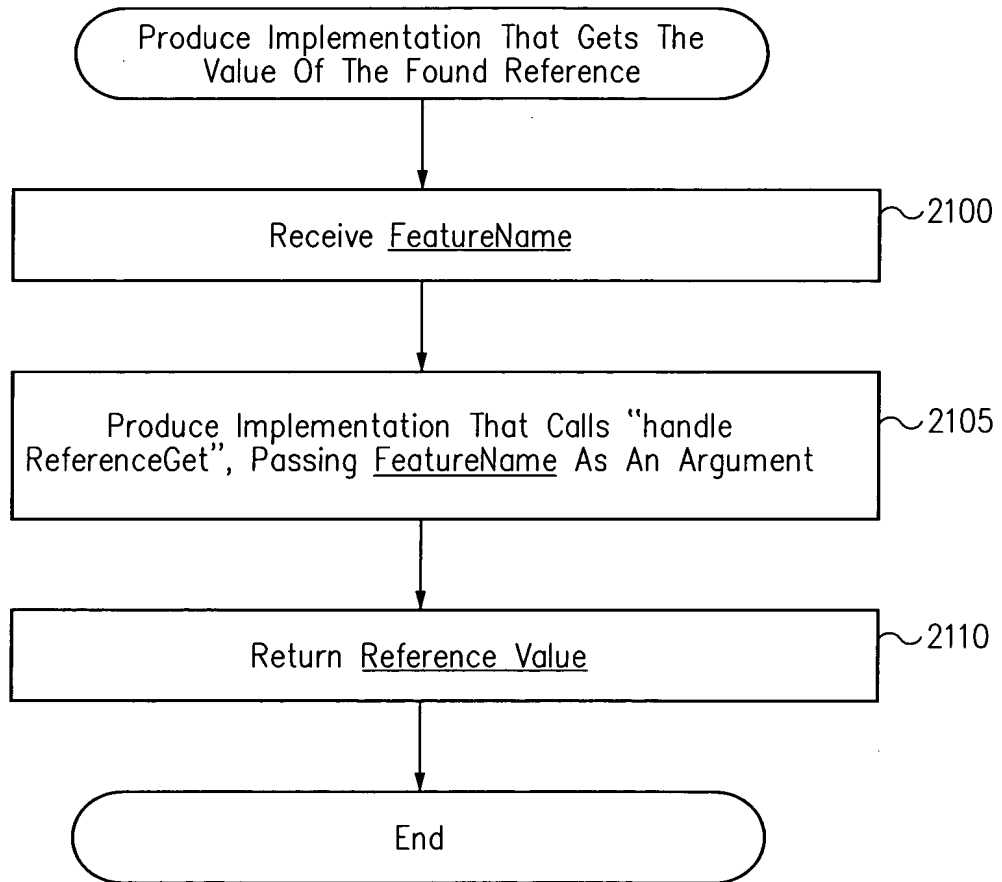 Produce Implementation That Gets The
Value Of The Found Reference
Receive FeatureName
2100
Produce Implementation That Calls “handle
ReferenceGet”, Passing FeatureName As An Argument
2105
Return Reference Value
2110
End